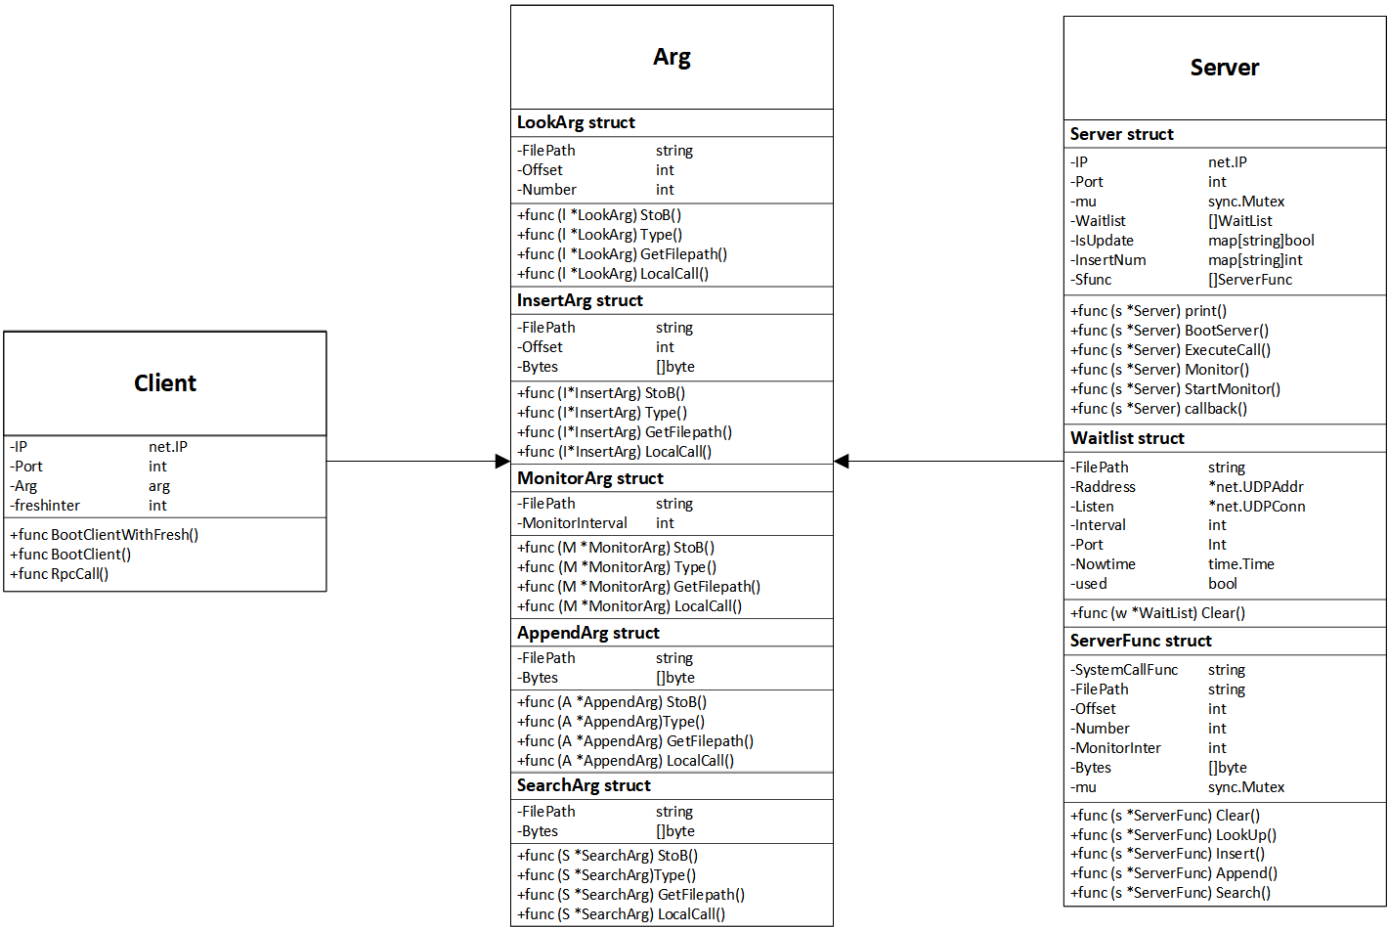 Client
-IP net.IP
-Port int
-Arg arg
-freshinter int
+func BootClientWithFresh()
+func BootClient()
+func RpcCall()
Arg
LookArg struct
-FilePath string
-Offset int
-Number int
+func (l *LookArg) StoB()
+func (l *LookArg) Type()
+func (l *LookArg) GetFilepath()
+func (l *LookArg) LocalCall()
InsertArg struct
-FilePath string
-Offset int
-Bytes []byte
+func (I*InsertArg) StoB()
+func (I*InsertArg) Type()
+func (I*InsertArg) GetFilepath()
+func (I*InsertArg) LocalCall()
MonitorArg struct
-FilePath string
-MonitorInterval int
+func (M *MonitorArg) StoB()
+func (M *MonitorArg) Type()
+func (M *MonitorArg) GetFilepath()
+func (M *MonitorArg) LocalCall()
AppendArg struct
-FilePath string
-Bytes []byte
+func (A *AppendArg) StoB()
+func (A *AppendArg)Type()
+func (A *AppendArg) GetFilepath()
+func (A *AppendArg) LocalCall()
SearchArg struct
-FilePath string
-Bytes []byte
+func (S *SearchArg) StoB()
+func (S *SearchArg)Type()
+func (S *SearchArg) GetFilepath()
+func (S *SearchArg) LocalCall()
Server
Server struct
-IP net.IP
-Port int
-mu sync.Mutex
-Waitlist []WaitList
-IsUpdate map[string]bool
-InsertNum map[string]int
-Sfunc []ServerFunc
+func (s *Server) print()
+func (s *Server) BootServer()
+func (s *Server) ExecuteCall()
+func (s *Server) Monitor()
+func (s *Server) StartMonitor()
+func (s *Server) callback()
Waitlist struct
-FilePath string
-Raddress *net.UDPAddr
-Listen *net.UDPConn
-Interval int
-Port Int
-Nowtime time.Time
-used bool
+func (w *WaitList) Clear()
ServerFunc struct
-SystemCallFunc string
-FilePath string
-Offset int
-Number int
-MonitorInter int
-Bytes []byte
-mu sync.Mutex
+func (s *ServerFunc) Clear()
+func (s *ServerFunc) LookUp()
+func (s *ServerFunc) Insert()
+func (s *ServerFunc) Append()
+func (s *ServerFunc) Search()